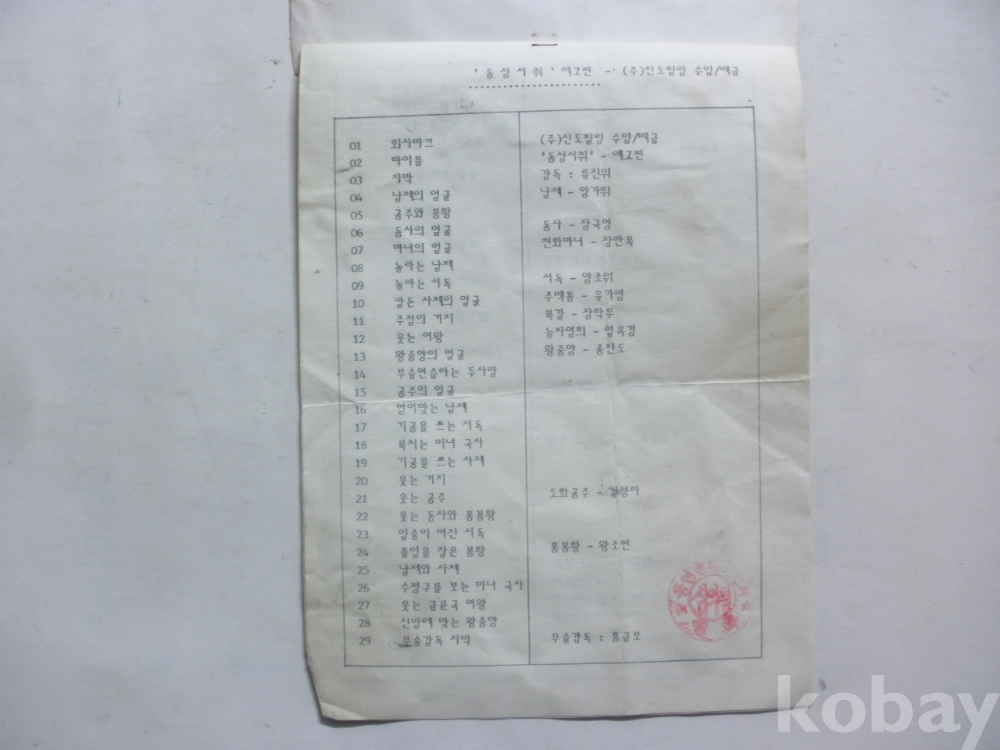 '동성서취' 예고편 - (주)신도필림 수입/배급
01 회사마크 (주)신도필림 수입/배급
02 타이틀 '동성서취' - 예고편
03 자막 감독 : 류진위
04 남제의 얼굴 남제 - 양가휘
05 공주와 봉황
06 동사의 얼굴 동사 - 장국영
07 마녀의 얼굴 천화마녀 - 장만옥
08 놀라는 남제
09 놀라는 서독 서독 - 양조위
10 칼든 사제의 얼굴 주백통 - 유가령
11 주점의 거지 북갈 - 장학우
12 웃는 여왕 농파열희 - 엽옥경
13 왕중양의 얼굴 왕중양 - 종진도
14 무술연습하는 두사람
15 공주의 얼굴
16 얻어맞는 남제
17 기공을 쓰는 서독
18 북치는 미녀 국사
19 기공을 쓰는 사제
20 웃는 거지
21 웃는 공주 도화공주 - 임청하
22 웃는 동사와 홍봉황
23 입술이 터진 서독
24 풀잎을 잡은 봉황 홍봉황 - 왕조현
25 남제와 사제
26 수정구를 보는 마녀 국사
27 웃는 금륜국 여왕
28 신발에 맞는 왕중양
29 무술감독 자막 무술감독 : 홍금보
kobay